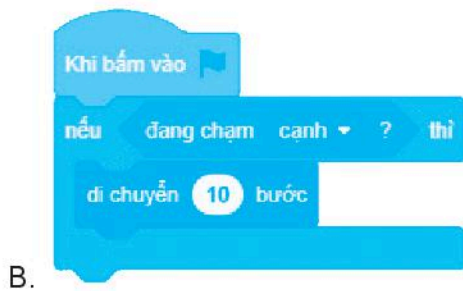 Khi bấm vào
nếu đang chạm cạnh ? thì
di chuyển 10 bước
B.